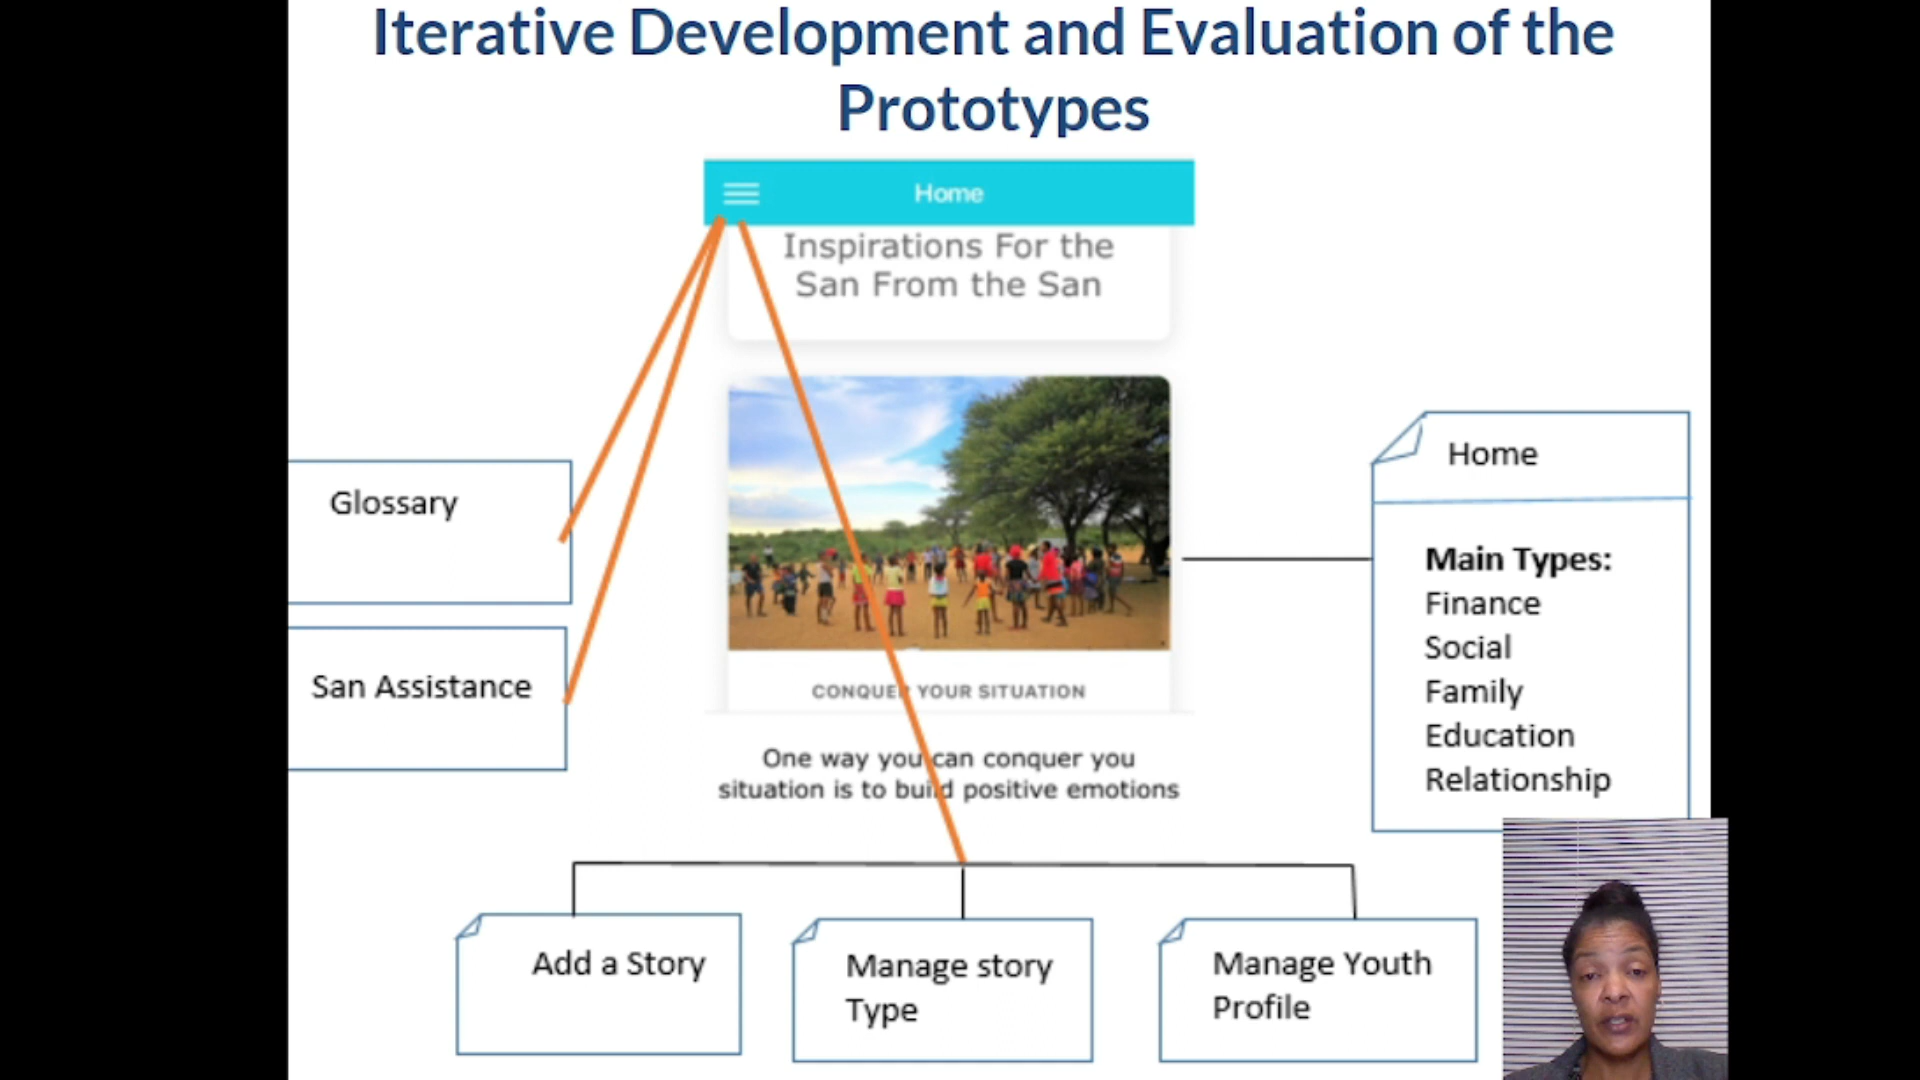 Iterative Development and Evaluation of the
Prototypes
Home
Inspirations For the
San From the San
CONQUER YOUR SITUATION
One way you can conquer you
situation is to build positive emotions
Glossary
San Assistance
Home
Main Types:
Finance
Social
Family
Education
Relationship
Add a Story
Manage story
Type
Manage Youth
Profile